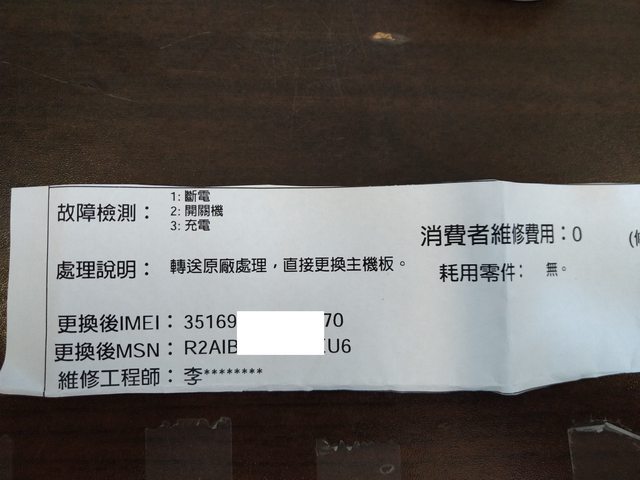 故障檢測：
1: 斷電
2: 開關機
3: 充電
消費者維修費用：0
處理說明：轉送原廠處理，直接更換主機板。
耗用零件： 無。
更換後IMEI：35169 70
更換後MSN：R2AIB U6
維修工程師：李********